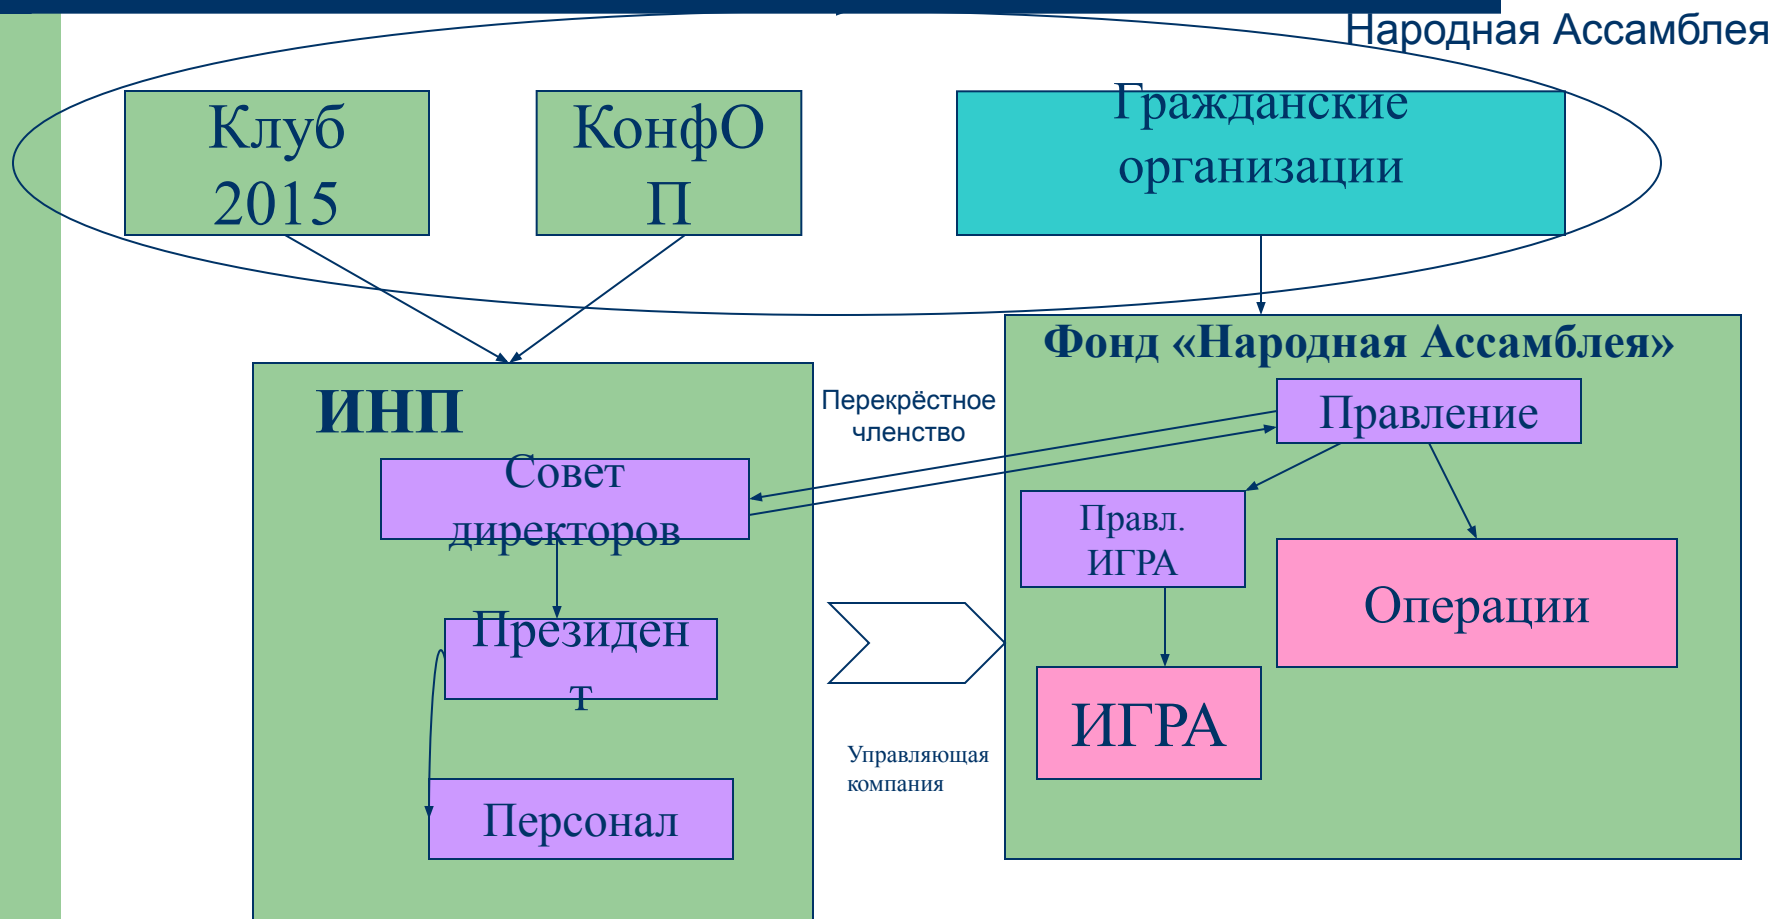 Народная Ассамблея
Клуб
2015
КонфО
П
Гражданские
организации
Фонд «Народная Ассамблея»
ИНП
Перекрёстное
членство
Правление
Совет
директоров
Правл.
ИГРА
Операции
Президен
т
ИГРА
Управляющая
компания
Персонал